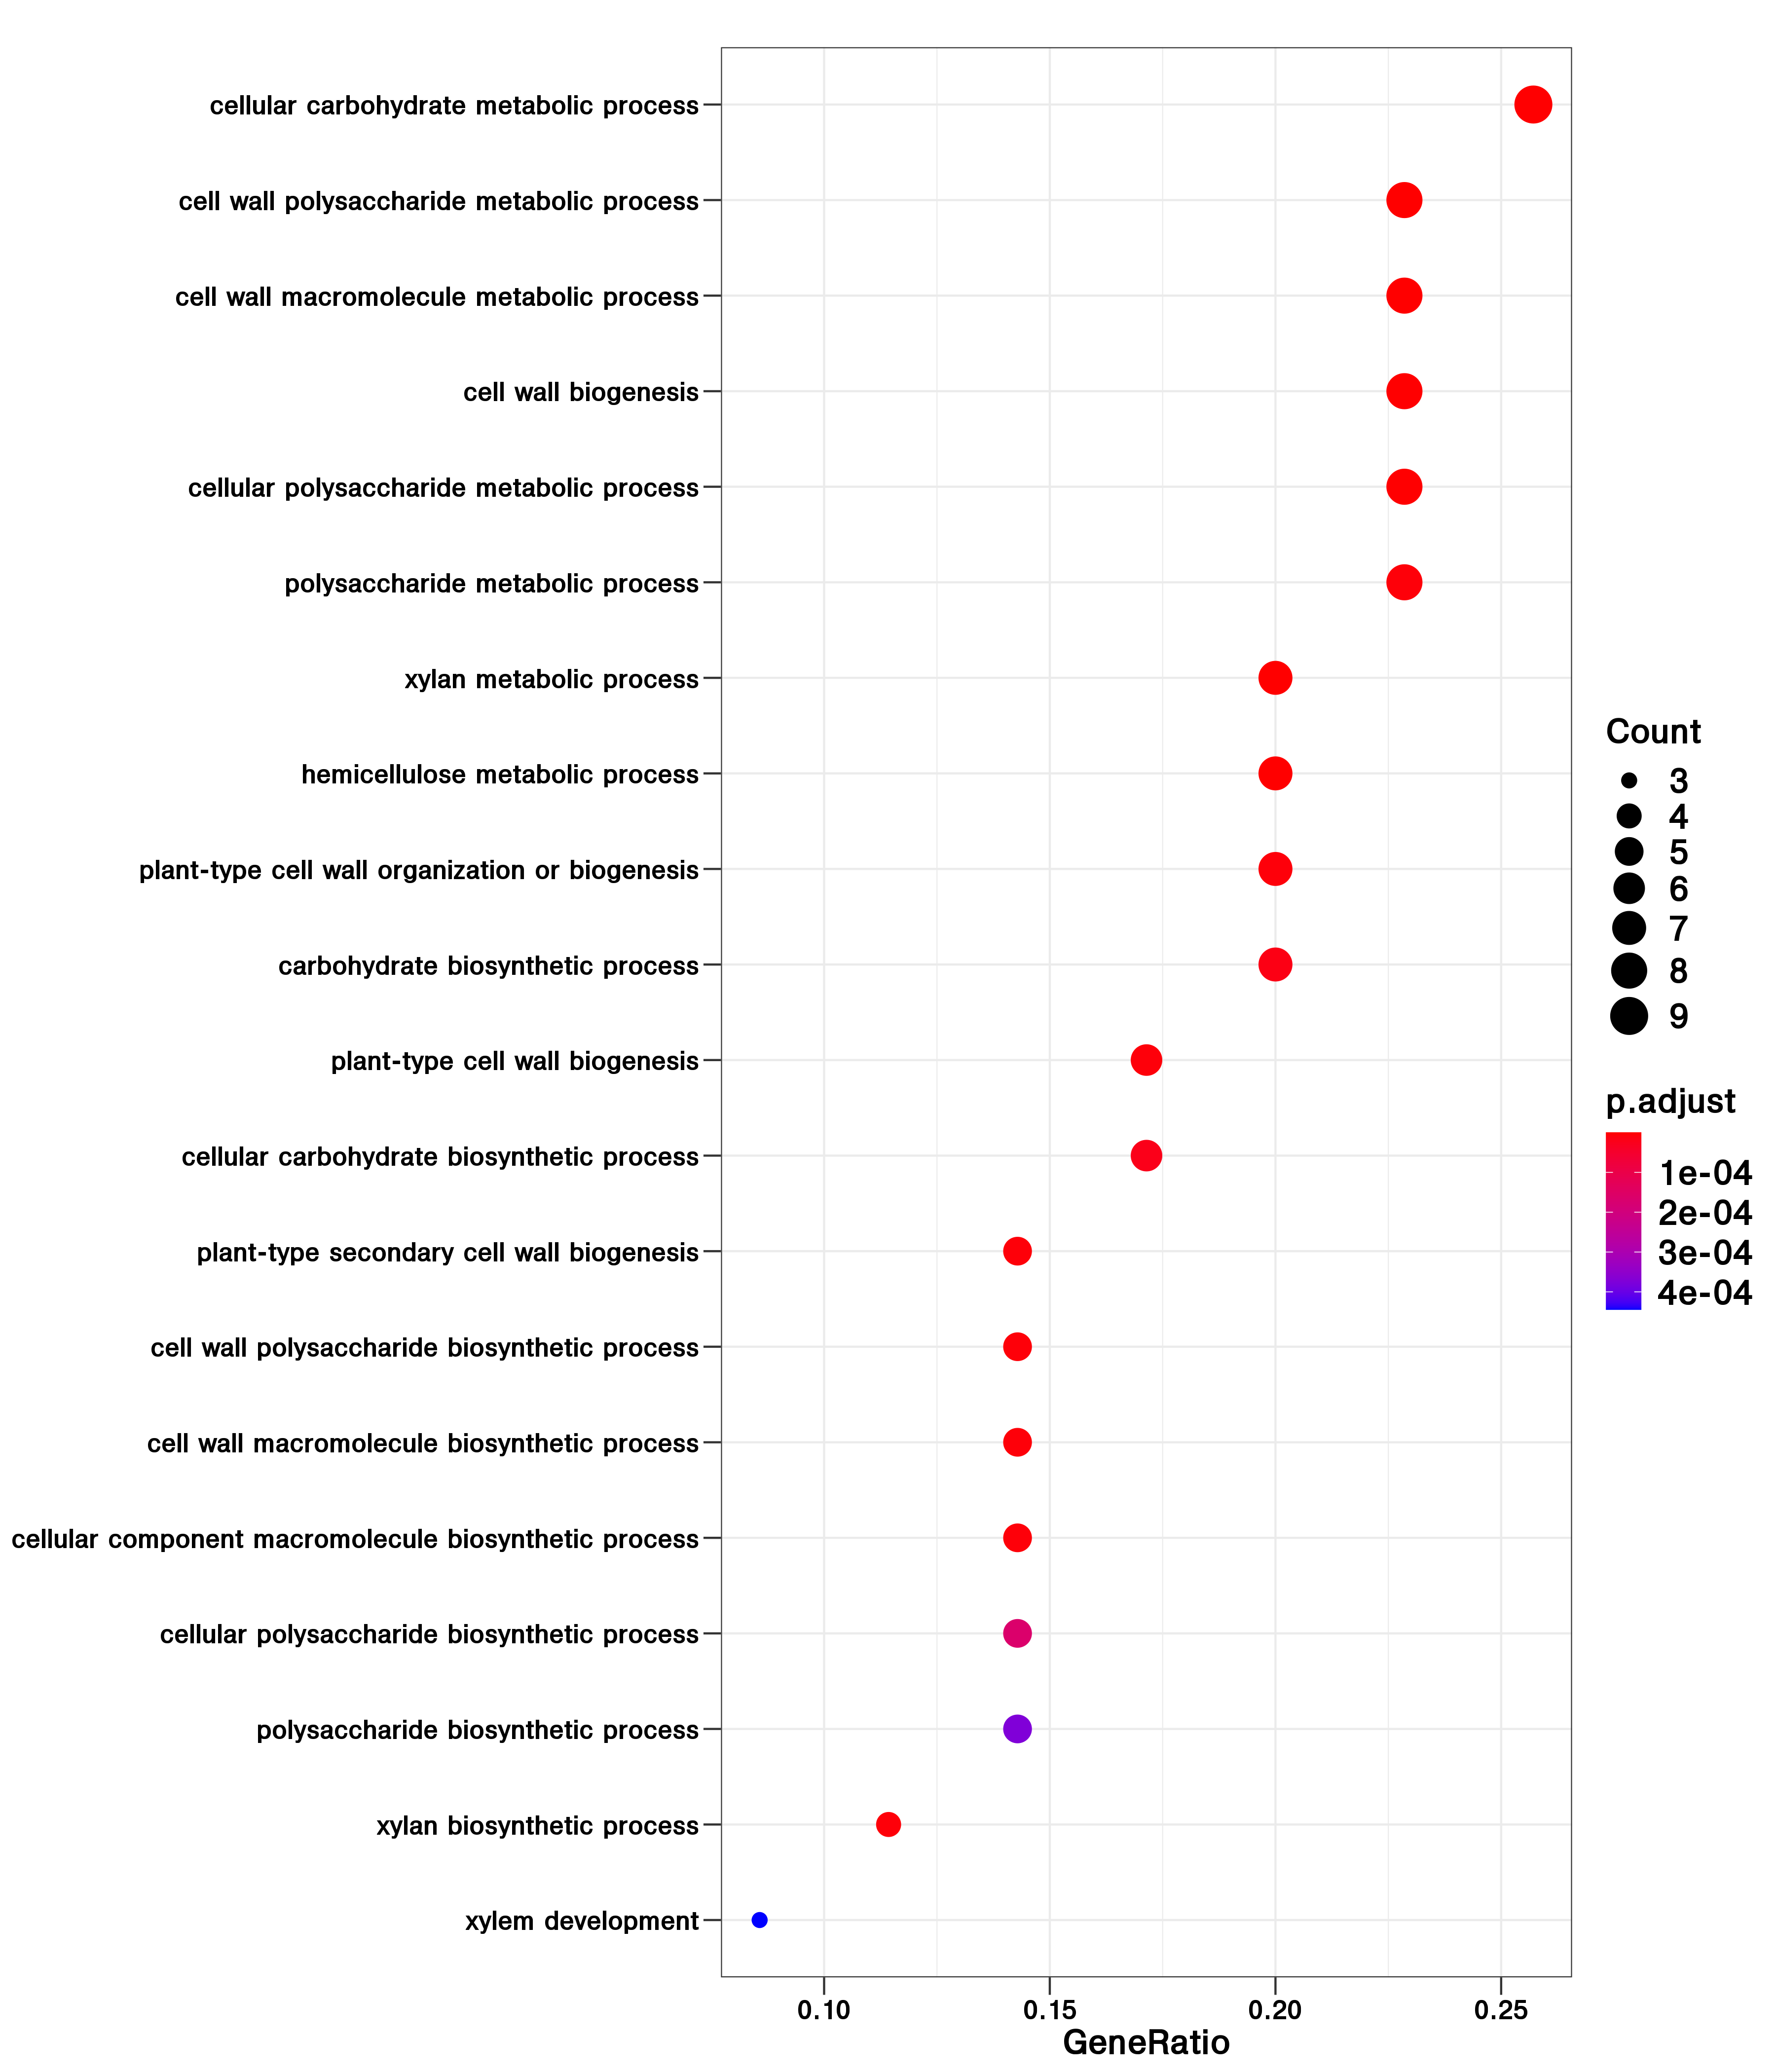 cellular carbohydrate metabolic process
cell wall polysaccharide metabolic process
cell wall macromolecule metabolic process
cell wall biogenesis
cellular polysaccharide metabolic process
polysaccharide metabolic process
xylan metabolic process
hemicellulose metabolic process
plant-type cell wall organization or biogenesis
carbohydrate biosynthetic process
plant-type cell wall biogenesis
cellular carbohydrate biosynthetic process
plant-type secondary cell wall biogenesis
cell wall polysaccharide biosynthetic process
cell wall macromolecule biosynthetic process
cellular component macromolecule biosynthetic process
cellular polysaccharide biosynthetic process
polysaccharide biosynthetic process
xylan biosynthetic process
xylem development
0.10 0.15 0.20 0.25
GeneRatio
Count
3
4
5
6
7
8
9
p.adjust
1e-04
2e-04
3e-04
4e-04